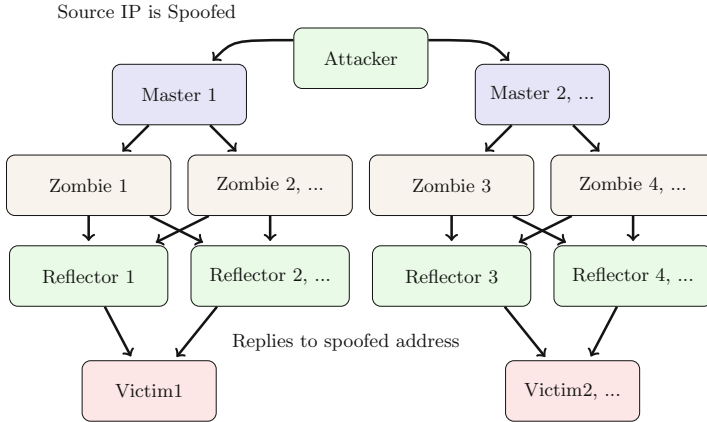 Source IP is Spoofed
Attacker
Master 1
Master 2, ...
Zombie 1
Zombie 2, ...
Zombie 3
Zombie 4, ...
Reflector 1
Reflector 2, ...
Reflector 3
Reflector 4, ...
Replies to spoofed address
Victim1
Victim2, ...